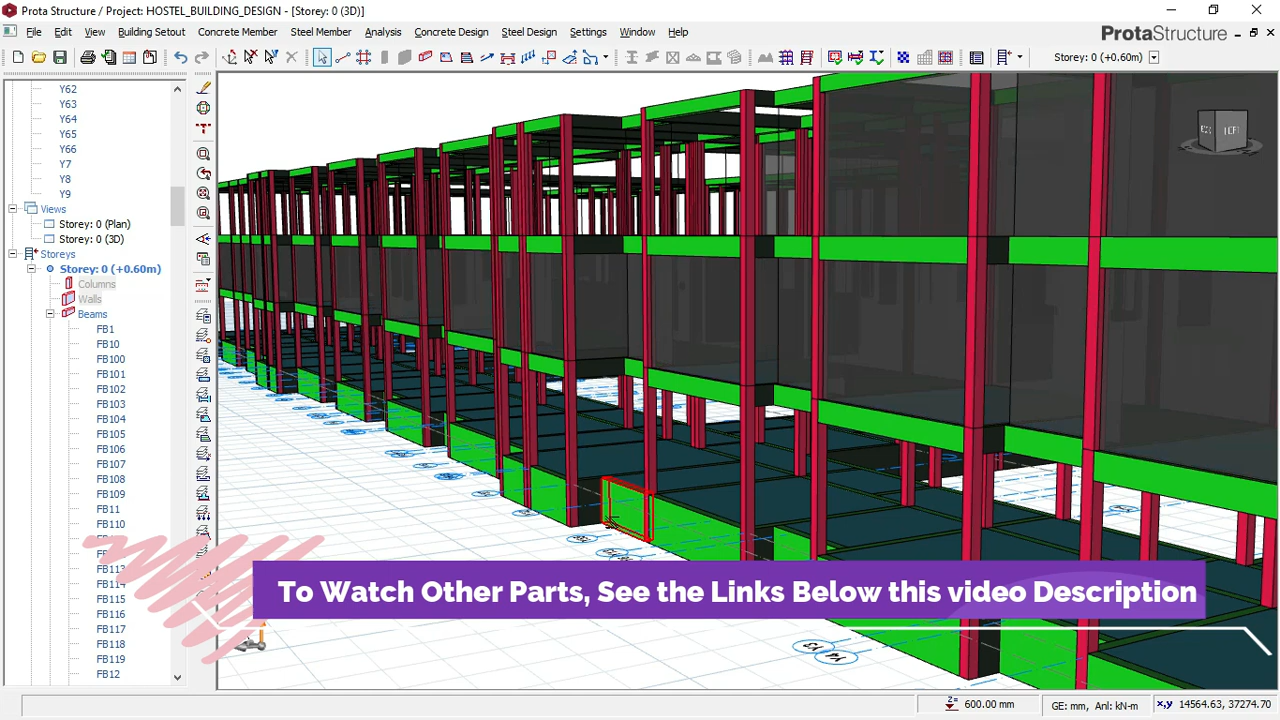 Prota Structure / Project: HOSTEL_BUILDING_DESIGN - [Storey: 0 (3D)]
File Edit View Building Setout Concrete Member Steel Member Analysis Concrete Design Steel Design Settings Window Help
ProtaStructure
Storey: 0 (+0.60m)
Y62
Y63
Y64
Y65
Y66
Y7
Y8
Y9
Views
Storey: 0 (Plan)
Storey: 0 (3D)
Storeys
Storey: 0 (+0.60m)
Columns
Walls
Beams
FB1
FB10
FB100
FB101
FB102
FB103
FB104
FB105
FB106
FB107
FB108
FB109
FB11
FB110
FB113
FB114
FB115
FB116
FB117
FB118
FB119
FB12
To Watch Other Parts, See the Links Below this video Description
Z= 600.00 mm
GE: mm, Anl: kN-m
x,y 14564.63, 37274.70